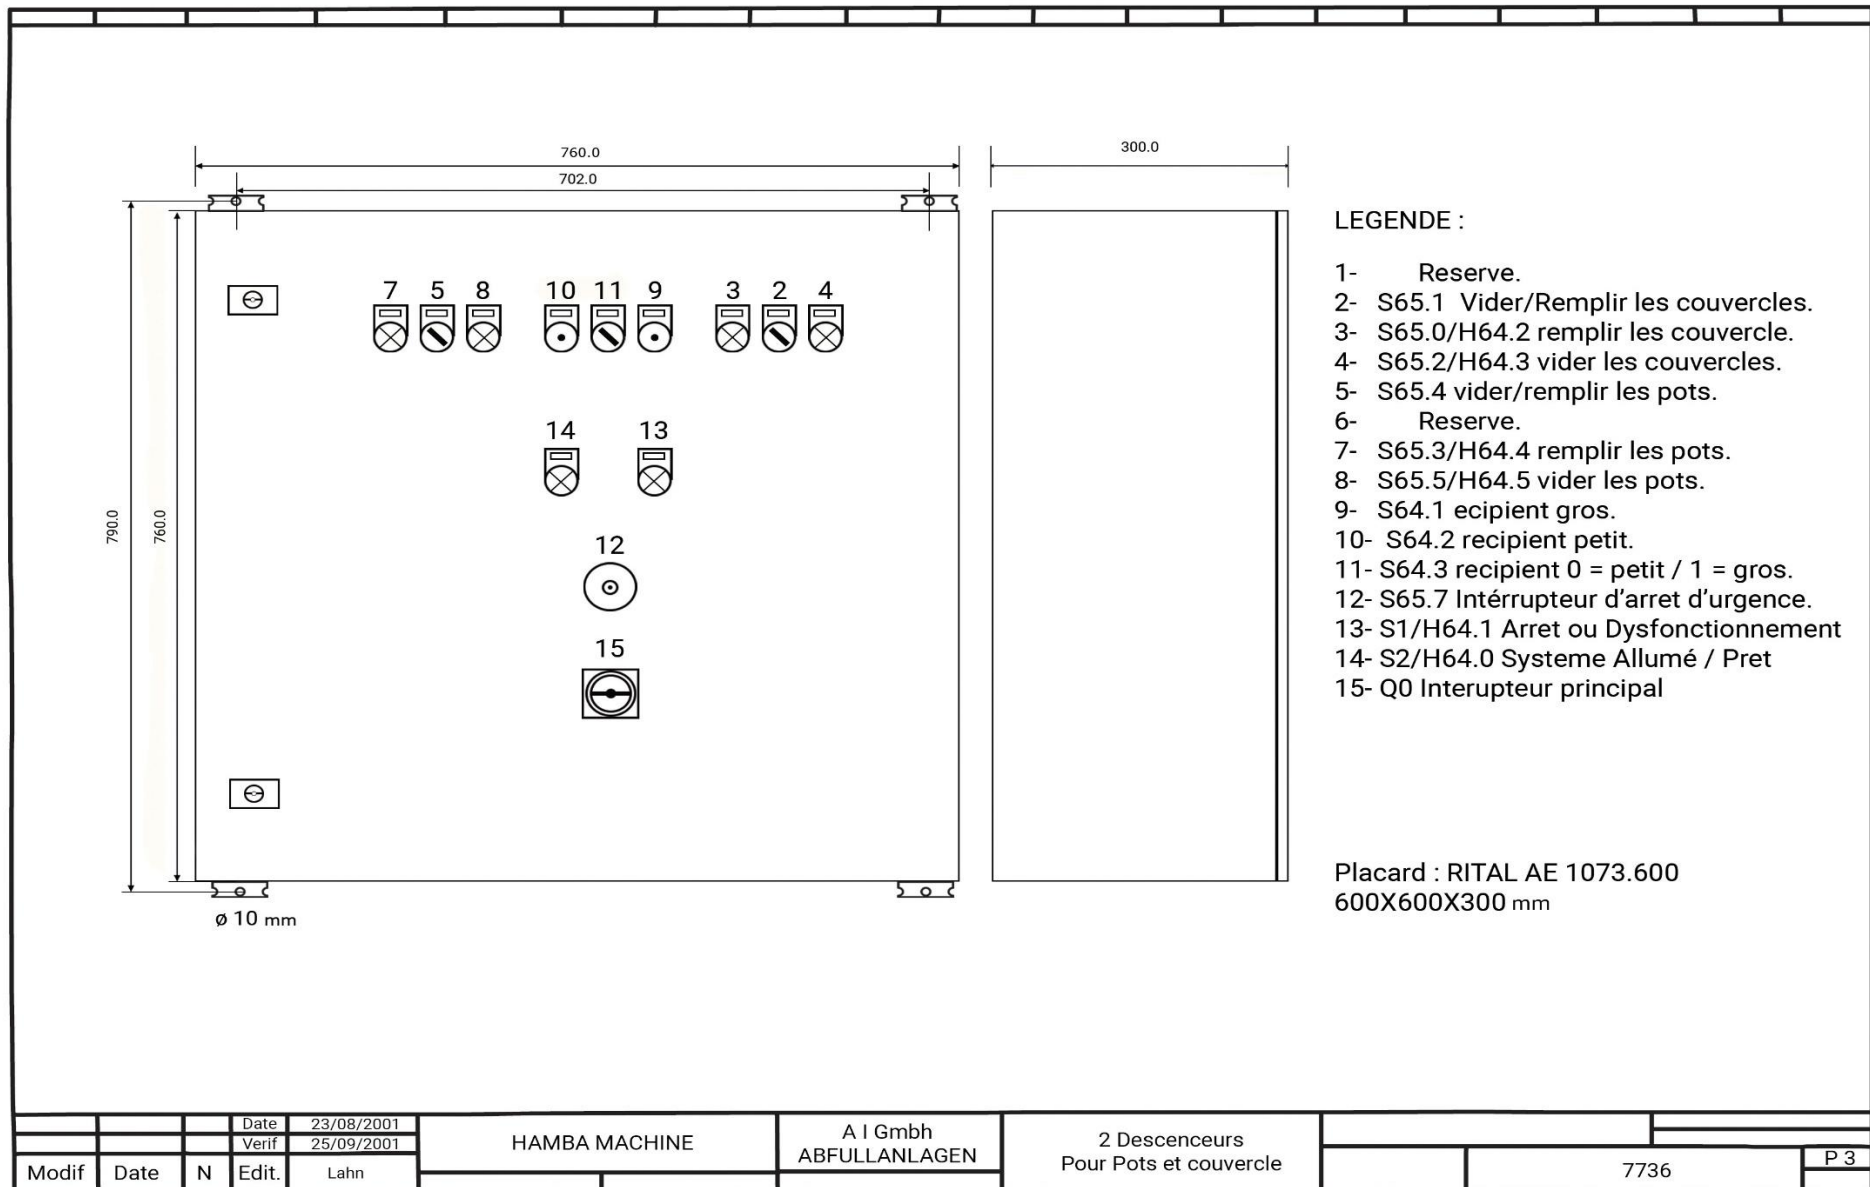 760.0
300.0
702.0
790.0
760.0
7 5 8 10 11 9 3 2 4
14 13
12
15
ø 10 mm
LEGENDE :
1- Reserve.
2- S65.1 Vider/Remplir les couvercles.
3- S65.0/H64.2 remplir les couvercle.
4- S65.2/H64.3 vider les couvercles.
5- S65.4 vider/remplir les pots.
6- Reserve.
7- S65.3/H64.4 remplir les pots.
8- S65.5/H64.5 vider les pots.
9- S64.1 ecipient gros.
10- S64.2 recipient petit.
11- S64.3 recipient 0 = petit / 1 = gros.
12- S65.7 Intérrupteur d’arret d’urgence.
13- S1/H64.1 Arret ou Dysfonctionnement
14- S2/H64.0 Systeme Allumé / Pret
15- Q0 Interupteur principal
Placard : RITAL AE 1073.600
600X600X300 mm
Date 23/08/2001
Verif 25/09/2001
Modif Date N Edit. Lahn
HAMBA MACHINE
A I Gmbh
ABFULLANLAGEN
2 Descenceurs
Pour Pots et couvercle
7736
P 3